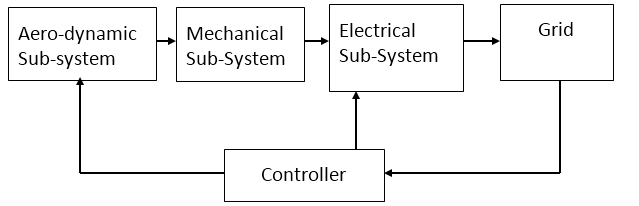 Aero-dynamic
Sub-system
Mechanical
Sub-System
Electrical
Sub-System
Grid
Controller